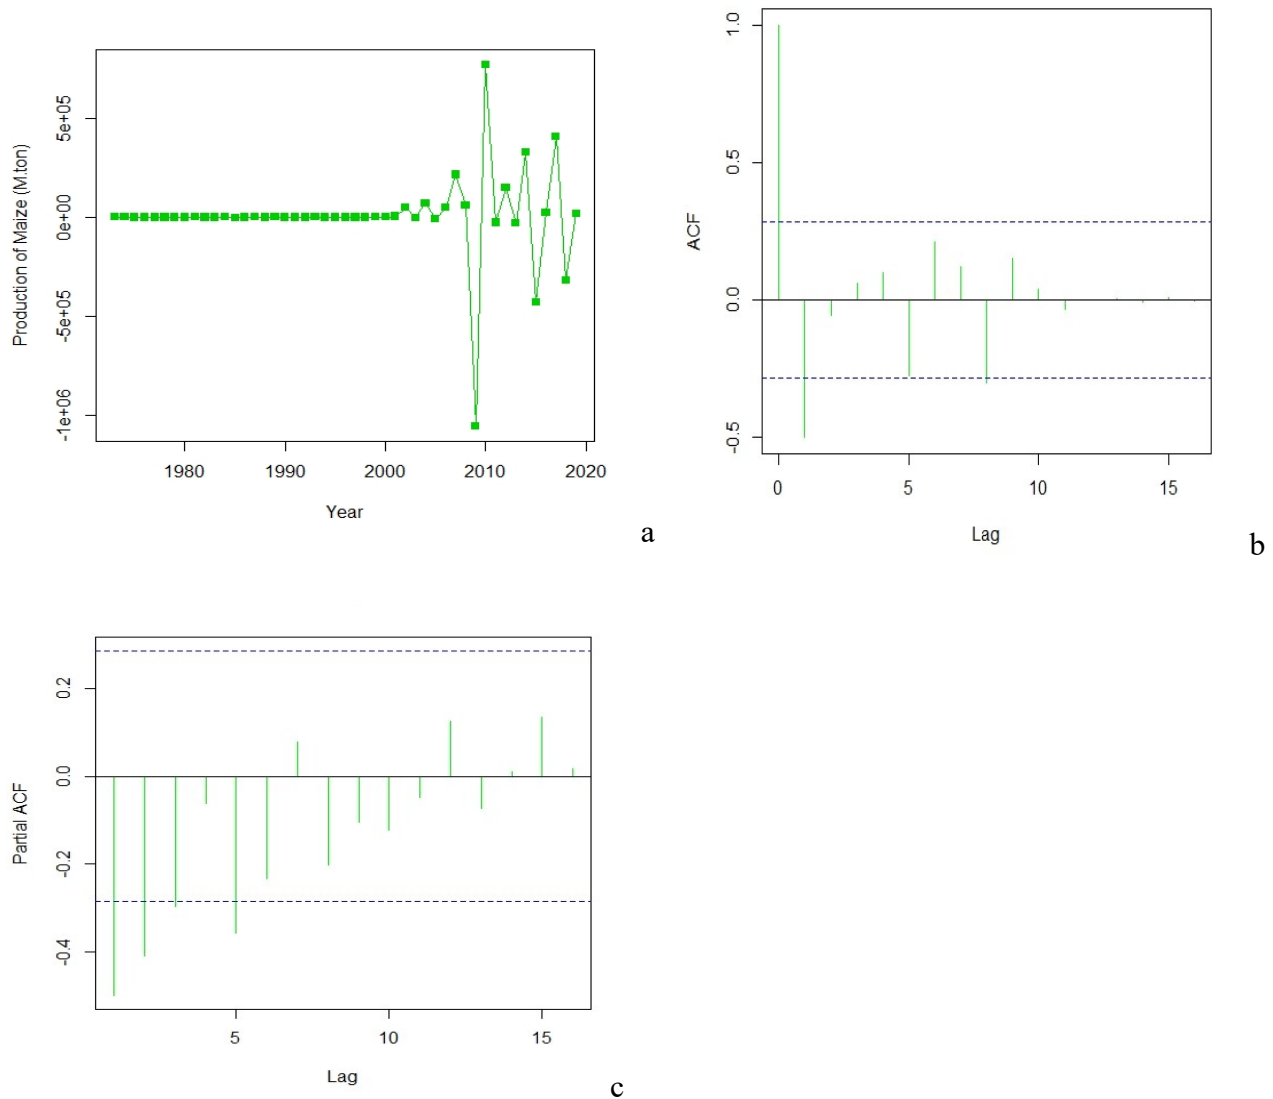 Production of Maize (M.ton)
5e+05
0e+00
-5e+05
-1e+06
1980 1990 2000 2010 2020
Year
a
ACF
1.0
0.5
0.0
-0.5
0 5 10 15
Lag
b
Partial ACF
0.2
0.0
-0.2
-0.4
5 10 15
Lag
c